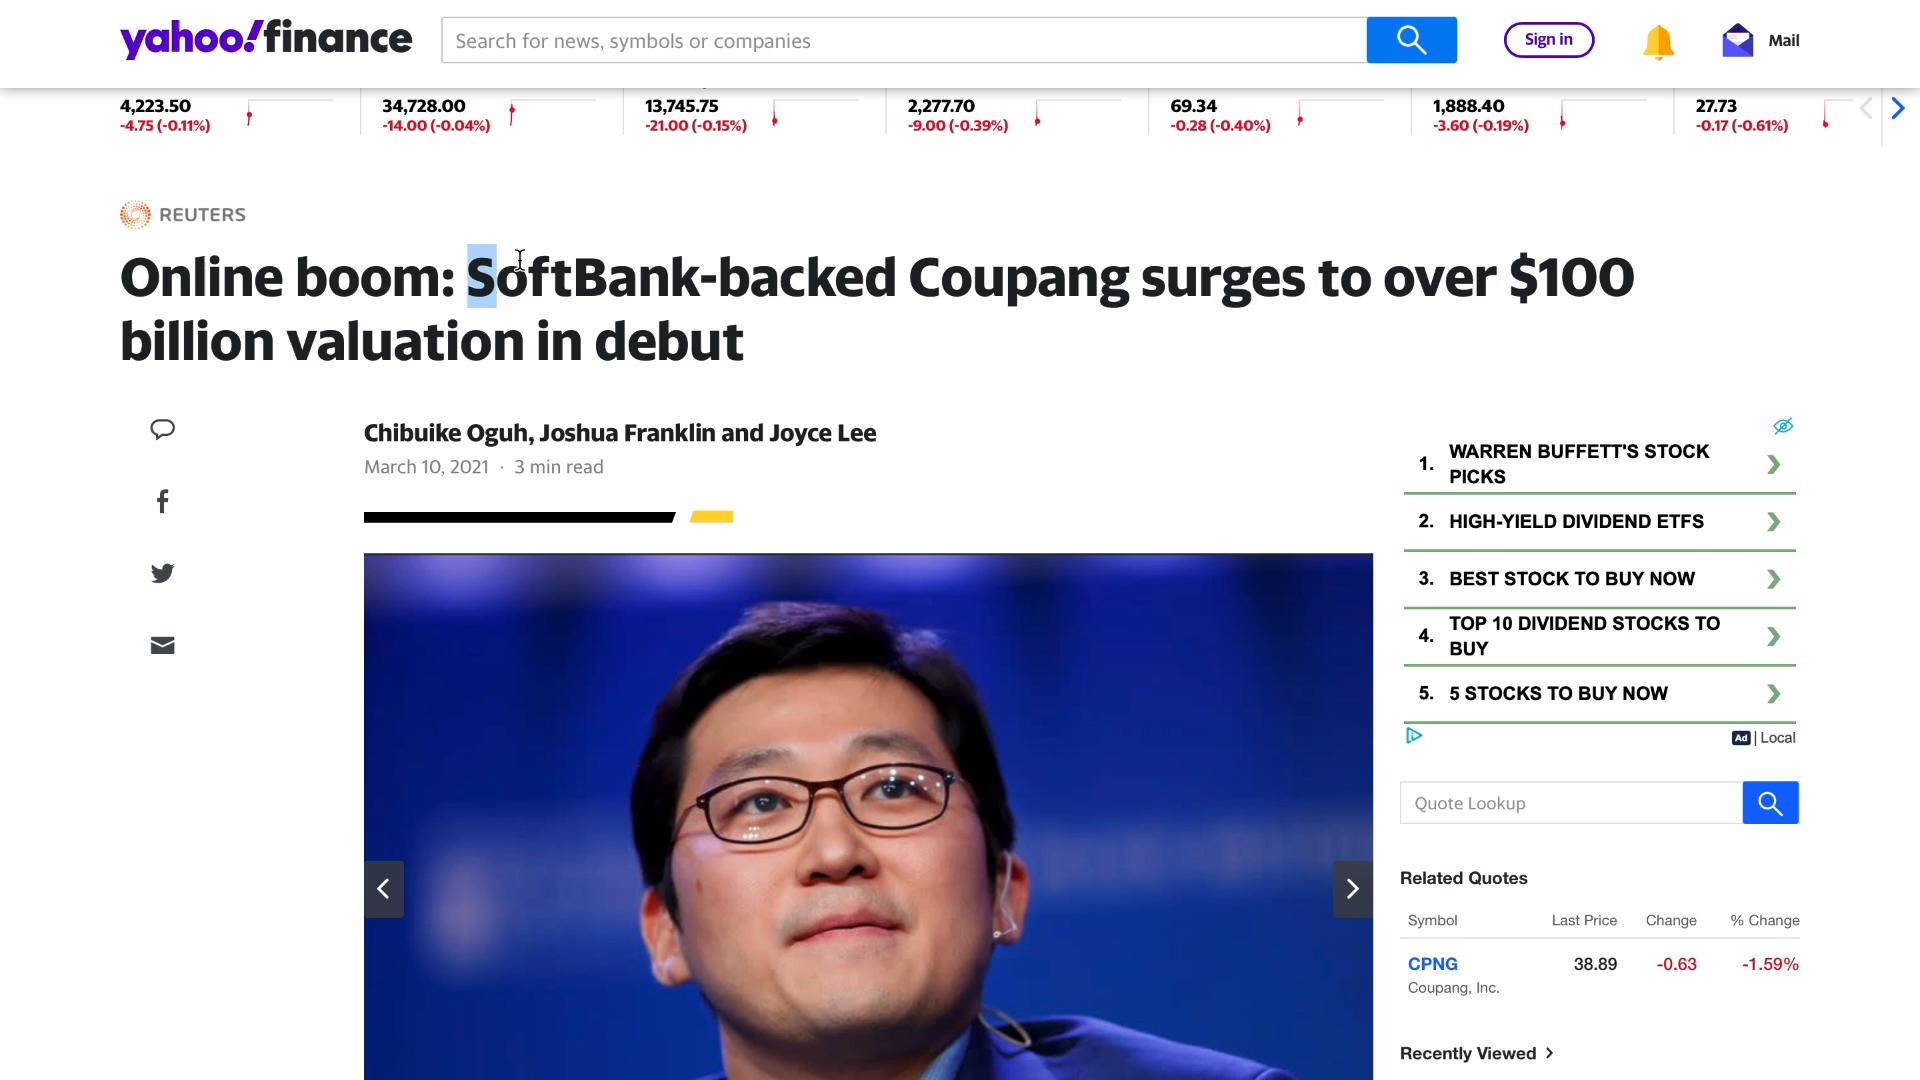 yahoo!finance
Search for news, symbols or companies
Sign in
Mail
4,223.50
-4.75 (-0.11%)
34,728.00
-14.00 (-0.04%)
13,745.75
-21.00 (-0.15%)
2,277.70
-9.00 (-0.39%)
69.34
-0.28 (-0.40%)
1,888.40
-3.60 (-0.19%)
27.73
-0.17 (-0.61%)
REUTERS
Online boom: SoftBank-backed Coupang surges to over $100
billion valuation in debut
Chibuike Oguh, Joshua Franklin and Joyce Lee
March 10, 2021 · 3 min read
1. WARREN BUFFETT'S STOCK
PICKS
2. HIGH-YIELD DIVIDEND ETFS
3. BEST STOCK TO BUY NOW
4. TOP 10 DIVIDEND STOCKS TO
BUY
5. 5 STOCKS TO BUY NOW
Ad | Local
Quote Lookup
Related Quotes
Symbol Last Price Change % Change
CPNG 38.89 -0.63 -1.59%
Coupang, Inc.
Recently Viewed